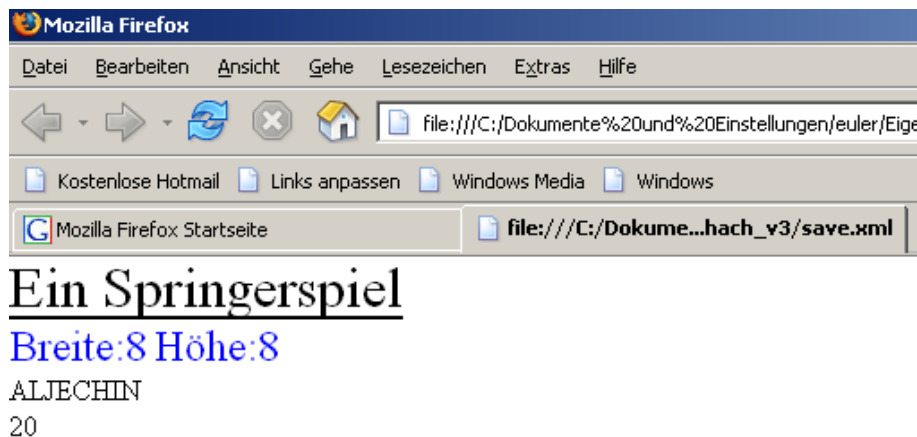 Mozilla Firefox
Datei Bearbeiten Ansicht Gehe Lesezeichen Extras Hilfe
file:///C:/Dokumente%20und%20Einstellungen/euler/Eige
Kostenlose Hotmail Links anpassen Windows Media Windows
G Mozilla Firefox Startseite file:///C:/Dokume...hach_v3/save.xml
Ein Springerspiel
Breite:8 Höhe:8
ALJECHIN
20